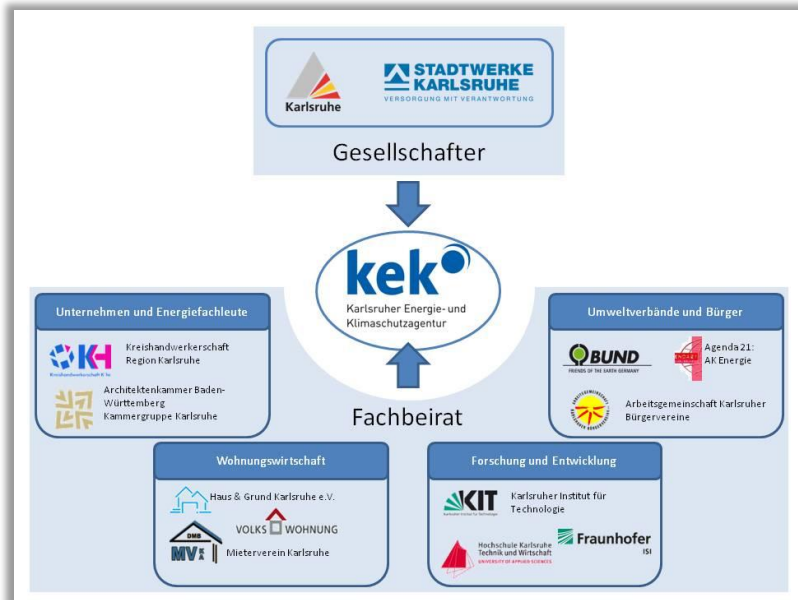 Karlsruhe
STADTWERKE
KARLSRUHE
VERSORGUNG MIT VERANTWORTUNG
Gesellschafter
kek
Karlsruher Energie- und
Klimaschutzagentur
Fachbeirat
Unternehmen und Energiefachleute
KH
Kreishandwerkerschaft
Region Karlsruhe
Architektenkammer Baden-
Württemberg
Kammergruppe Karlsruhe
Umweltverbände und Bürger
BUND
FRIENDS OF THE EARTH GERMANY
Agenda 21:
AK Energie
Arbeitsgemeinschaft Karlsruher
Bürgervereine
Wohnungswirtschaft
Haus & Grund Karlsruhe e.V.
VOLKS WOHNUNG
DMB
MV
Mieterverein Karlsruhe
Forschung und Entwicklung
KIT
Karlsruher Institut für
Technologie
Hochschule Karlsruhe
Technik und Wirtschaft
UNIVERSITY OF APPLIED SCIENCES
Fraunhofer
ISI